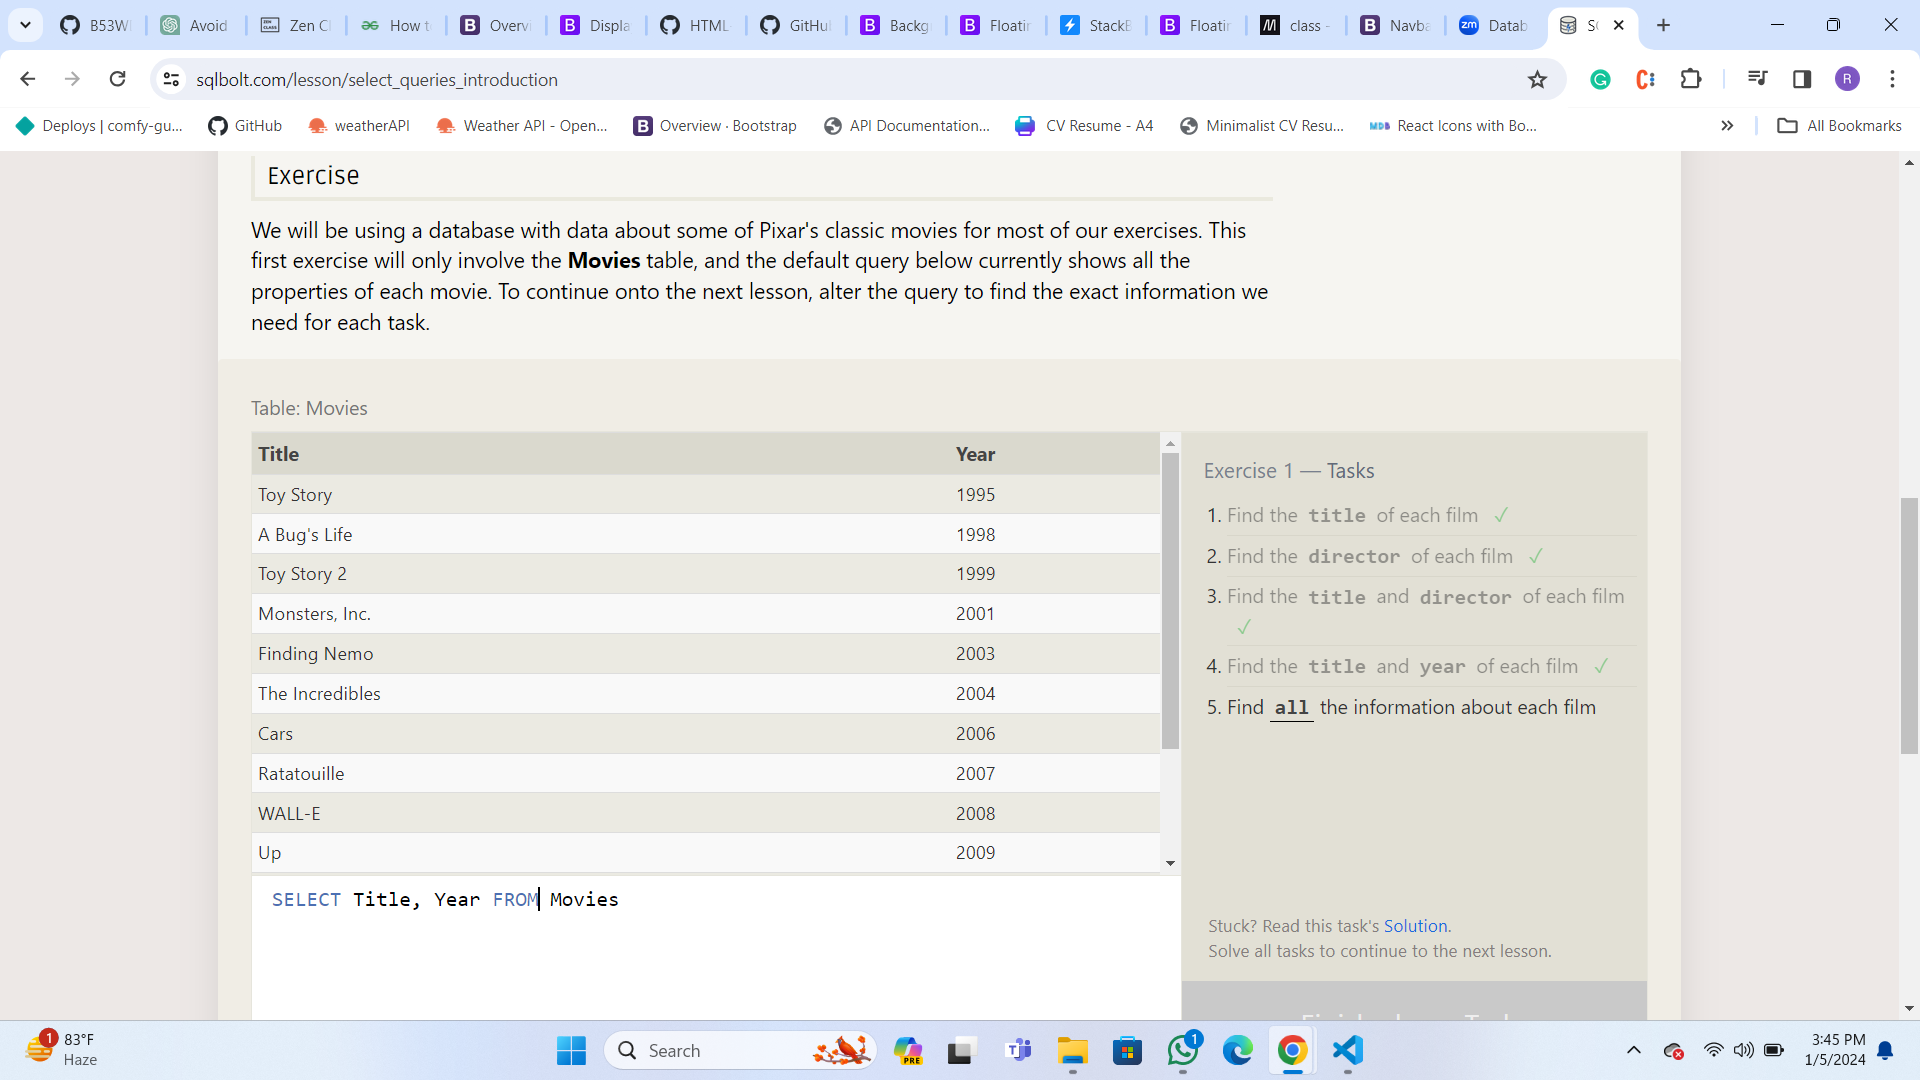 B53W
Avoid
Zen Cl
How t
Overv
Displa
HTML
GitHu
Backg
Floatin
StackB
Floatin
class -
Navba
Datab
sqlbolt.com/lesson/select_queries_introduction
Deploys | comfy-gu...
GitHub
weatherAPI
Weather API - Open...
Overview · Bootstrap
API Documentation...
CV Resume - A4
Minimalist CV Resu...
React Icons with Bo...
All Bookmarks
Exercise
We will be using a database with data about some of Pixar's classic movies for most of our exercises. This
first exercise will only involve the Movies table, and the default query below currently shows all the
properties of each movie. To continue onto the next lesson, alter the query to find the exact information we
need for each task.
Table: Movies
Title Year
Toy Story 1995
A Bug's Life 1998
Toy Story 2 1999
Monsters, Inc. 2001
Finding Nemo 2003
The Incredibles 2004
Cars 2006
Ratatouille 2007
WALL-E 2008
Up 2009
SELECT Title, Year FROM Movies
Exercise 1 — Tasks
1. Find the title of each film ✓
2. Find the director of each film ✓
3. Find the title and director of each film
✓
4. Find the title and year of each film ✓
5. Find all the information about each film
Stuck? Read this task's Solution.
Solve all tasks to continue to the next lesson.
1
83°F
Haze
Search
PRE
1
3:45 PM
1/5/2024